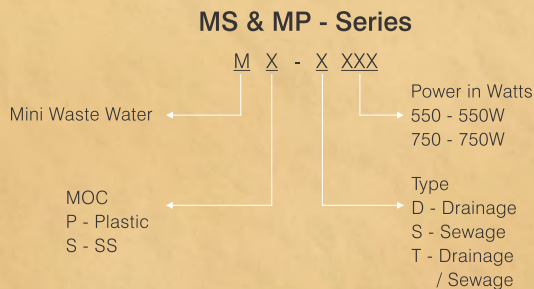 MS & MP - Series
M X - X XXX
Mini Waste Water
Power in Watts
550 - 550W
750 - 750W
MOC
P - Plastic
S - SS
Type
D - Drainage
S - Sewage
T - Drainage
/ Sewage